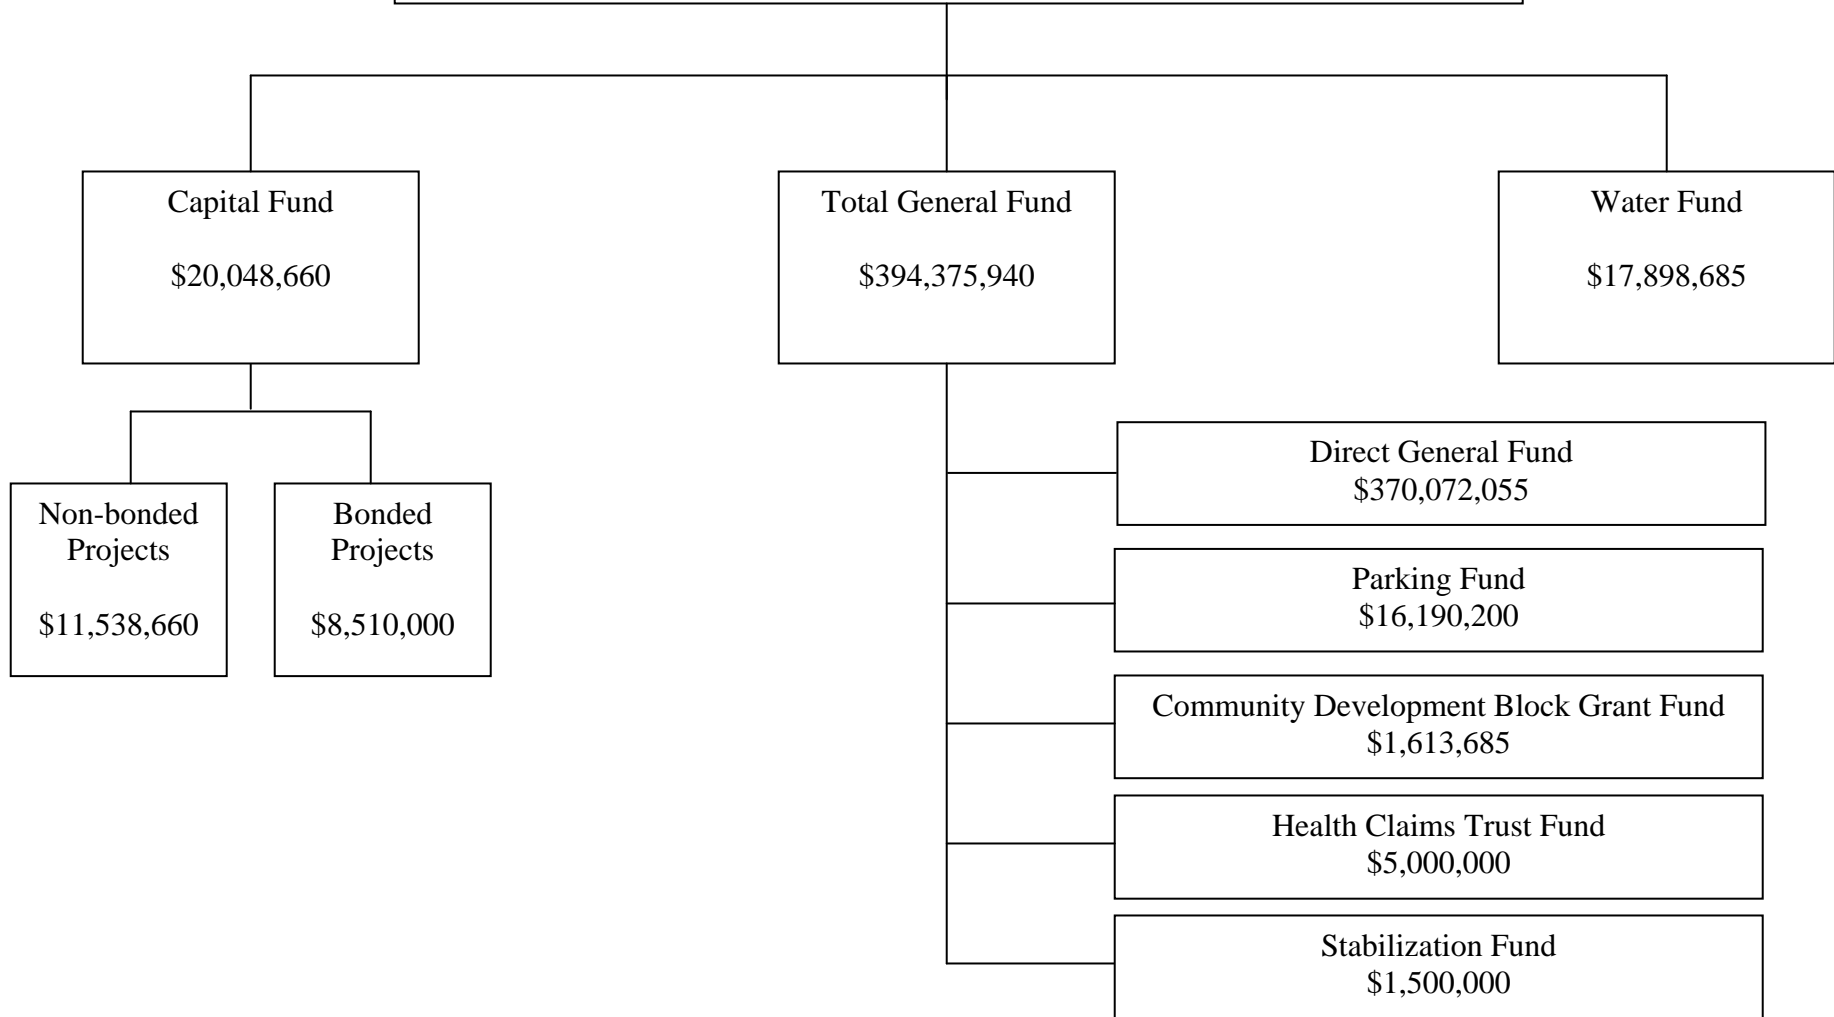 Capital Fund
$20,048,660
Total General Fund
$394,375,940
Water Fund
$17,898,685
Non-bonded
Projects
$11,538,660
Bonded
Projects
$8,510,000
Direct General Fund
$370,072,055
Parking Fund
$16,190,200
Community Development Block Grant Fund
$1,613,685
Health Claims Trust Fund
$5,000,000
Stabilization Fund
$1,500,000